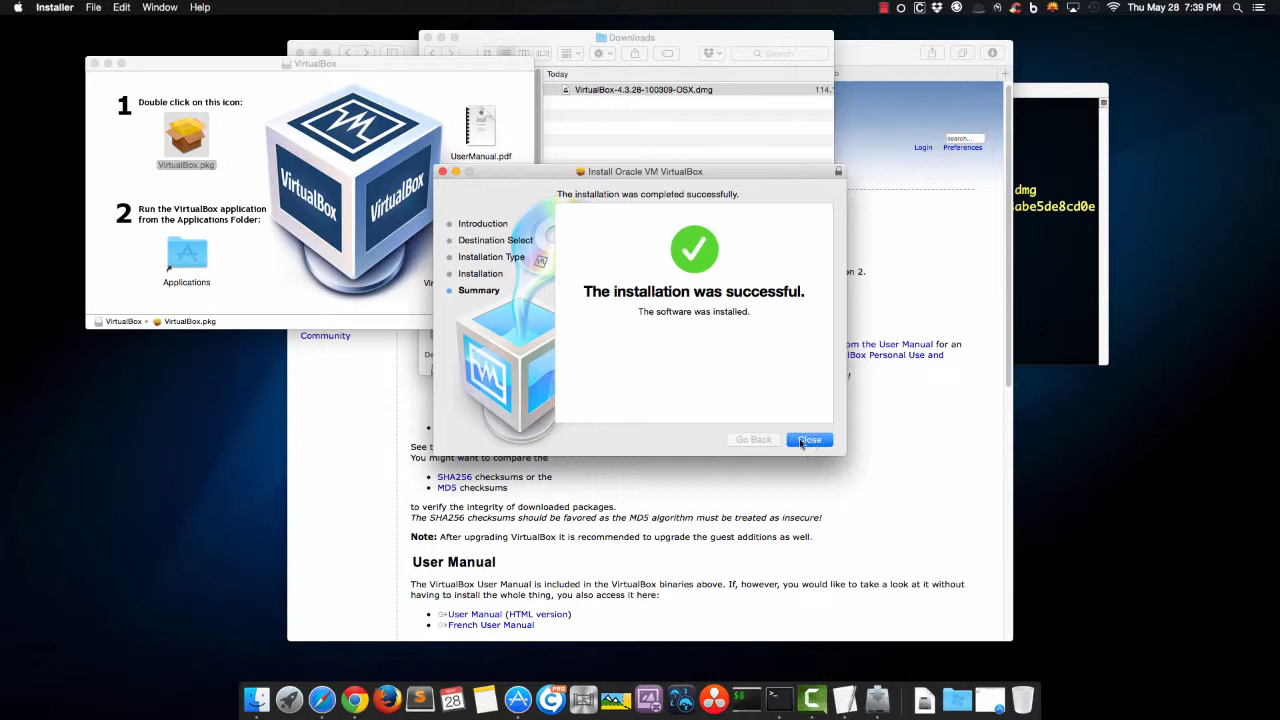 Installer File Edit Window Help
Thu May 28 7:39 PM
Downloads
Search
VirtualBox
Today
VirtualBox-4.3.28-100309-OSX.dmg 114.
1 Double click on this icon:
VirtualBox.pkg
UserManual.pdf
VirtualBox
VirtualBox
2 Run the VirtualBox application
from the Applications Folder:
Applications
VirtualBox VirtualBox.pkg
search...
Login Preferences
dmg
abe5de8cd0e
Install Oracle VM VirtualBox
The installation was completed successfully.
Introduction
Destination Select
Installation Type
Installation
Summary
The installation was successful.
The software was installed.
Go Back Close
Community
on 2.
om the User Manual for an
lBox Personal Use and
See t
You might want to compare the
SHA256 checksums or the
MD5 checksums
to verify the integrity of downloaded packages.
The SHA256 checksums should be favored as the MD5 algorithm must be treated as insecure!
Note: After upgrading VirtualBox it is recommended to upgrade the guest additions as well.
User Manual
The VirtualBox User Manual is included in the VirtualBox binaries above. If, however, you would like to take a look at it without
having to install the whole thing, you also access it here:
User Manual (HTML version)
French User Manual
28
PRO